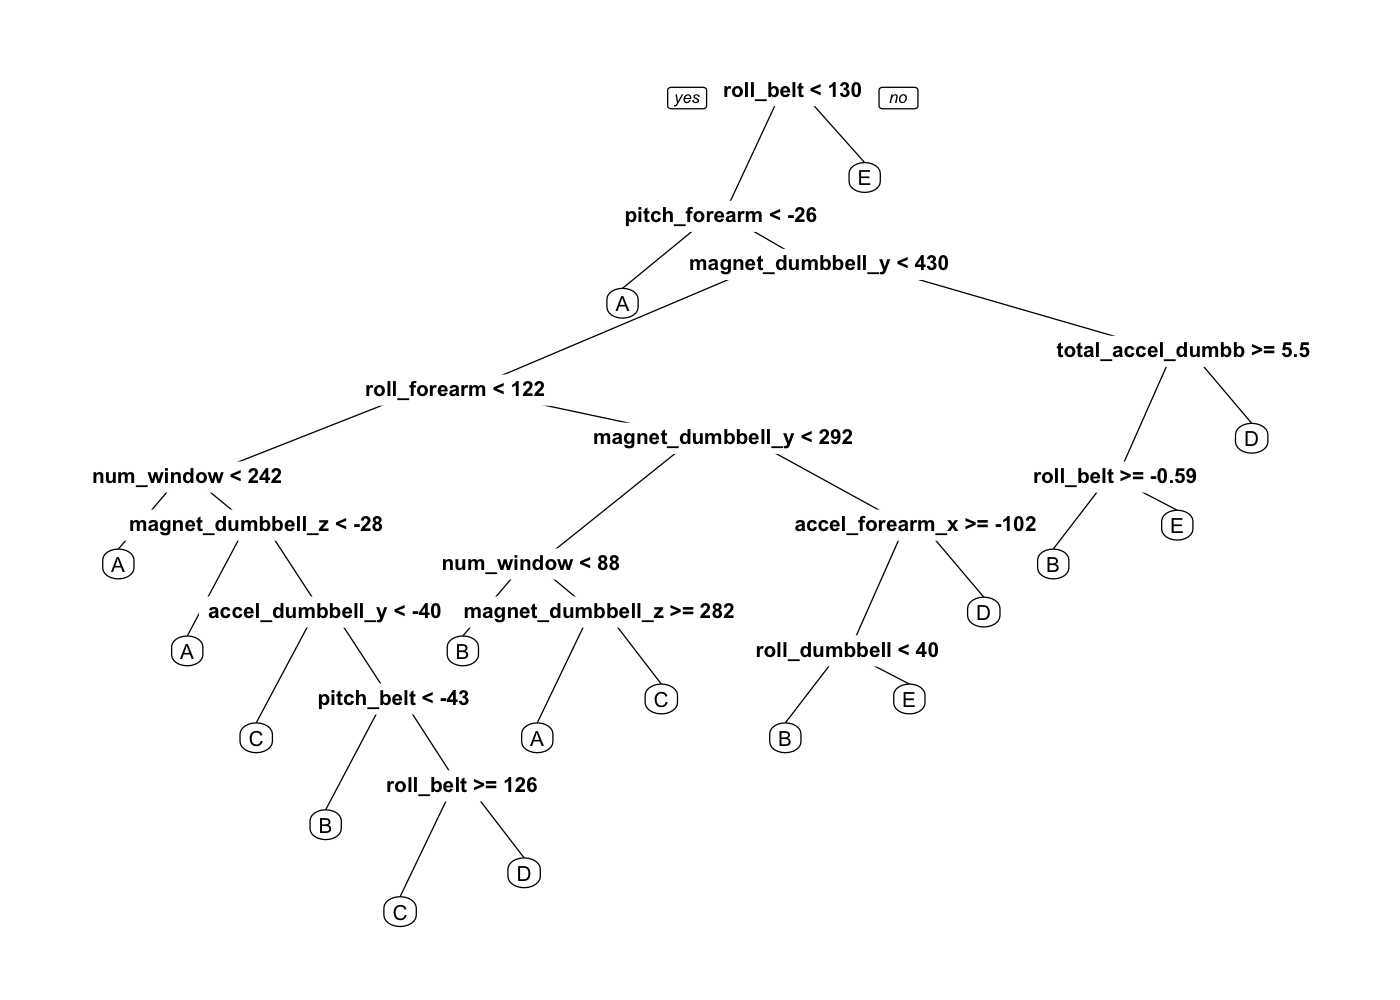 yes roll_belt < 130 no
E
pitch_forearm < -26
magnet_dumbbell_y < 430
A
total_accel_dumbb >= 5.5
roll_forearm < 122
magnet_dumbbell_y < 292
D
num_window < 242
roll_belt >= -0.59
magnet_dumbbell_z < -28
accel_forearm_x >= -102
E
A
num_window < 88
B
accel_dumbbell_y < -40
magnet_dumbbell_z >= 282
D
A
B
roll_dumbbell < 40
pitch_belt < -43
C
E
C
A
B
roll_belt >= 126
B
D
C